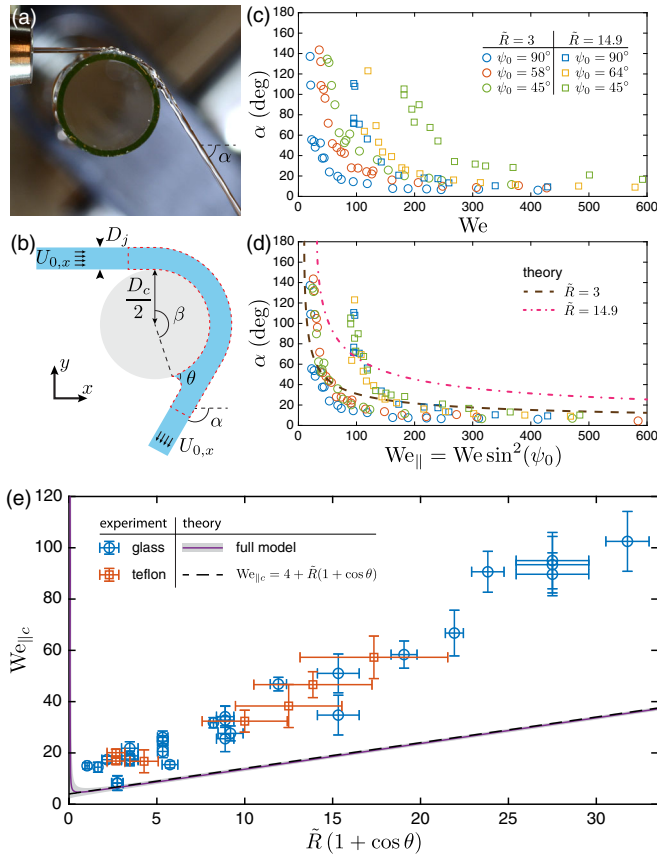 (a)
α
(b)
U₀,ₓ
D_j
D_c
2
β
θ
y
x
α
U₀,ₓ
(c)
α (deg)
180
160
140
120
100
80
60
40
20
0
R̃ = 3
R̃ = 14.9
ψ₀ = 90°
ψ₀ = 90°
ψ₀ = 58°
ψ₀ = 64°
ψ₀ = 45°
ψ₀ = 45°
0 100 200 300 400 500 600
We
(d)
α (deg)
180
160
140
120
100
80
60
40
20
0
theory
R̃ = 3
R̃ = 14.9
0 100 200 300 400 500 600
We∥ = We sin²(ψ₀)
(e)
We∥c
120
100
80
60
40
20
0
experiment theory
glass full model
teflon We∥c = 4 + R̃(1 + cos θ)
0 5 10 15 20 25 30
R̃ (1 + cos θ)